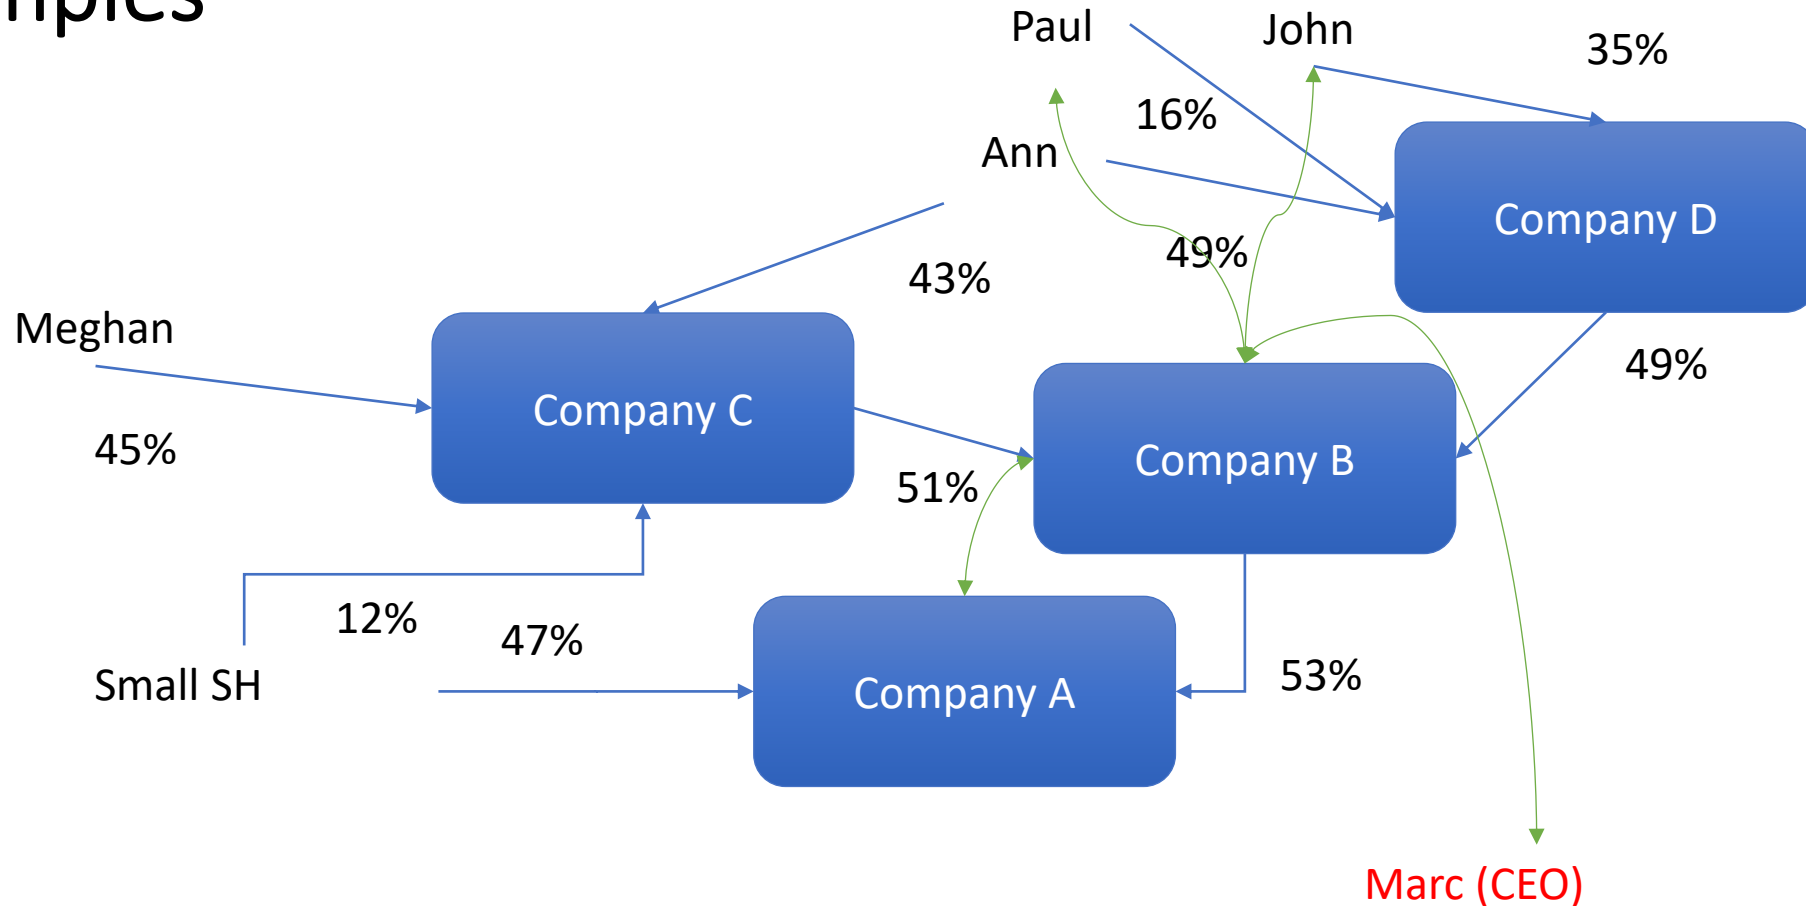 Paul
John
35%
16%
Ann
Company D
49%
43%
Meghan
49%
Company C
Company B
45%
51%
12%
47%
Small SH
Company A
53%
Marc (CEO)